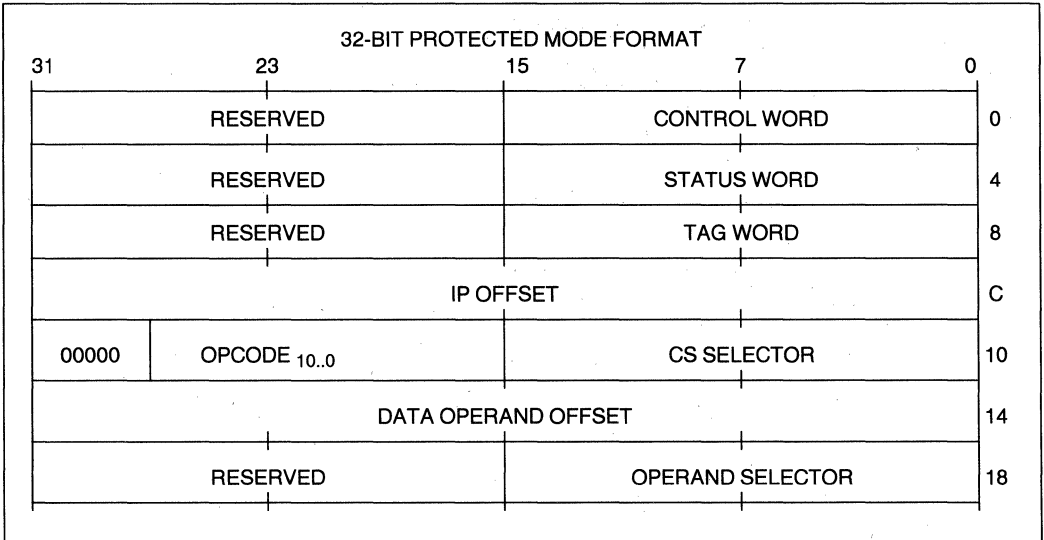 32-BIT PROTECTED MODE FORMAT
31 23 15 7 0
RESERVED CONTROL WORD 0
RESERVED STATUS WORD 4
RESERVED TAG WORD 8
IP OFFSET C
00000 OPCODE 10..0 CS SELECTOR 10
DATA OPERAND OFFSET 14
RESERVED OPERAND SELECTOR 18